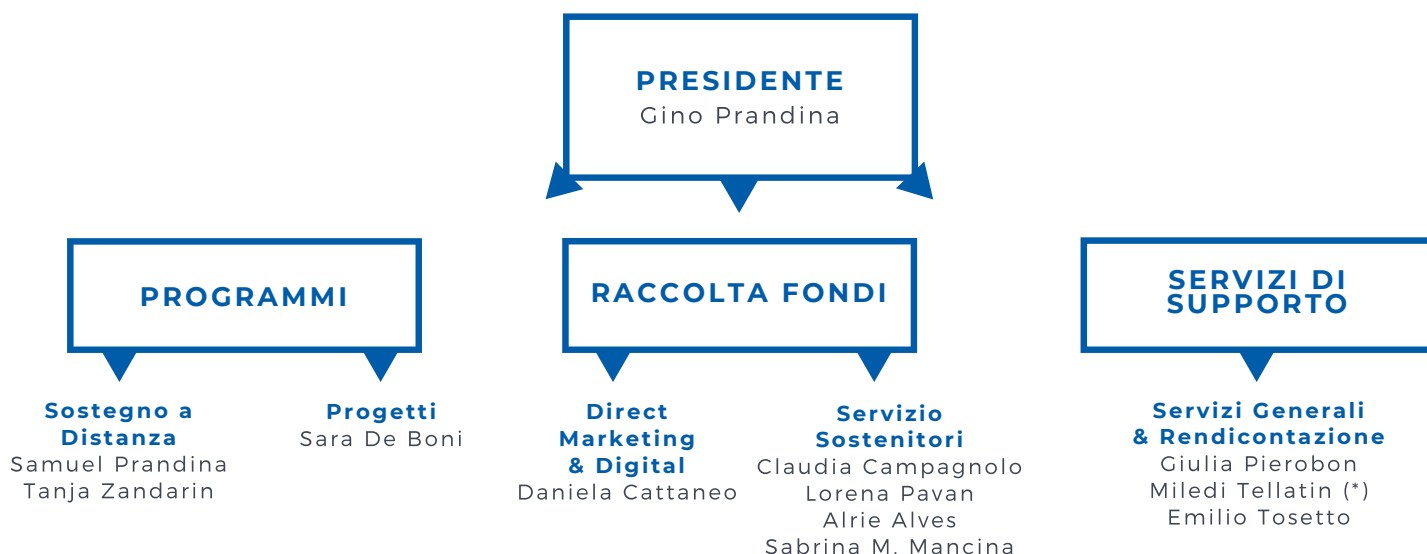 PRESIDENTE
Gino Prandina
PROGRAMMI
RACCOLTA FONDI
SERVIZI DI
SUPPORTO
Sostegno a
Distanza
Samuel Prandina
Tanja Zandarin
Progetti
Sara De Boni
Direct
Marketing
& Digital
Daniela Cattaneo
Servizio
Sostenitori
Claudia Campagnolo
Lorena Pavan
Alrie Alves
Sabrina M. Mancina
Servizi Generali
& Rendicontazione
Giulia Pierobon
Miledi Tellatin (*)
Emilio Tosetto